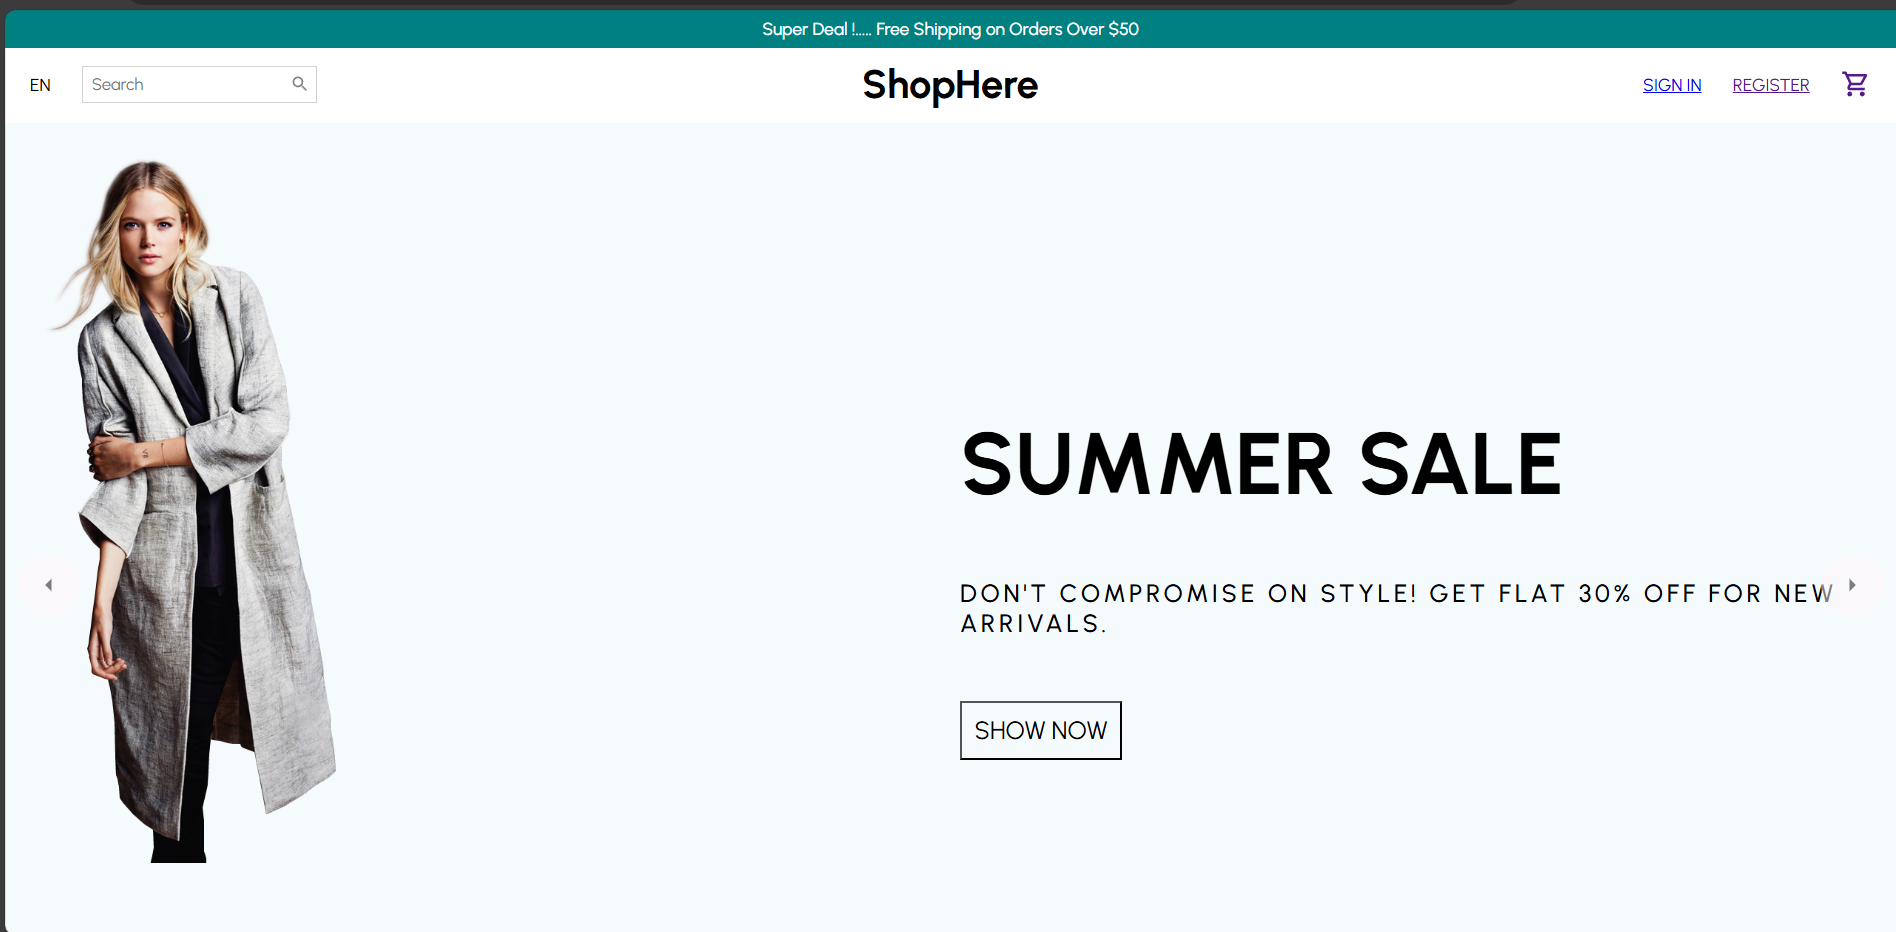 Super Deal !..... Free Shipping on Orders Over $50
EN
Search
ShopHere
SIGN IN
REGISTER
SUMMER SALE
DON'T COMPROMISE ON STYLE! GET FLAT 30% OFF FOR NEW
ARRIVALS.
SHOW NOW